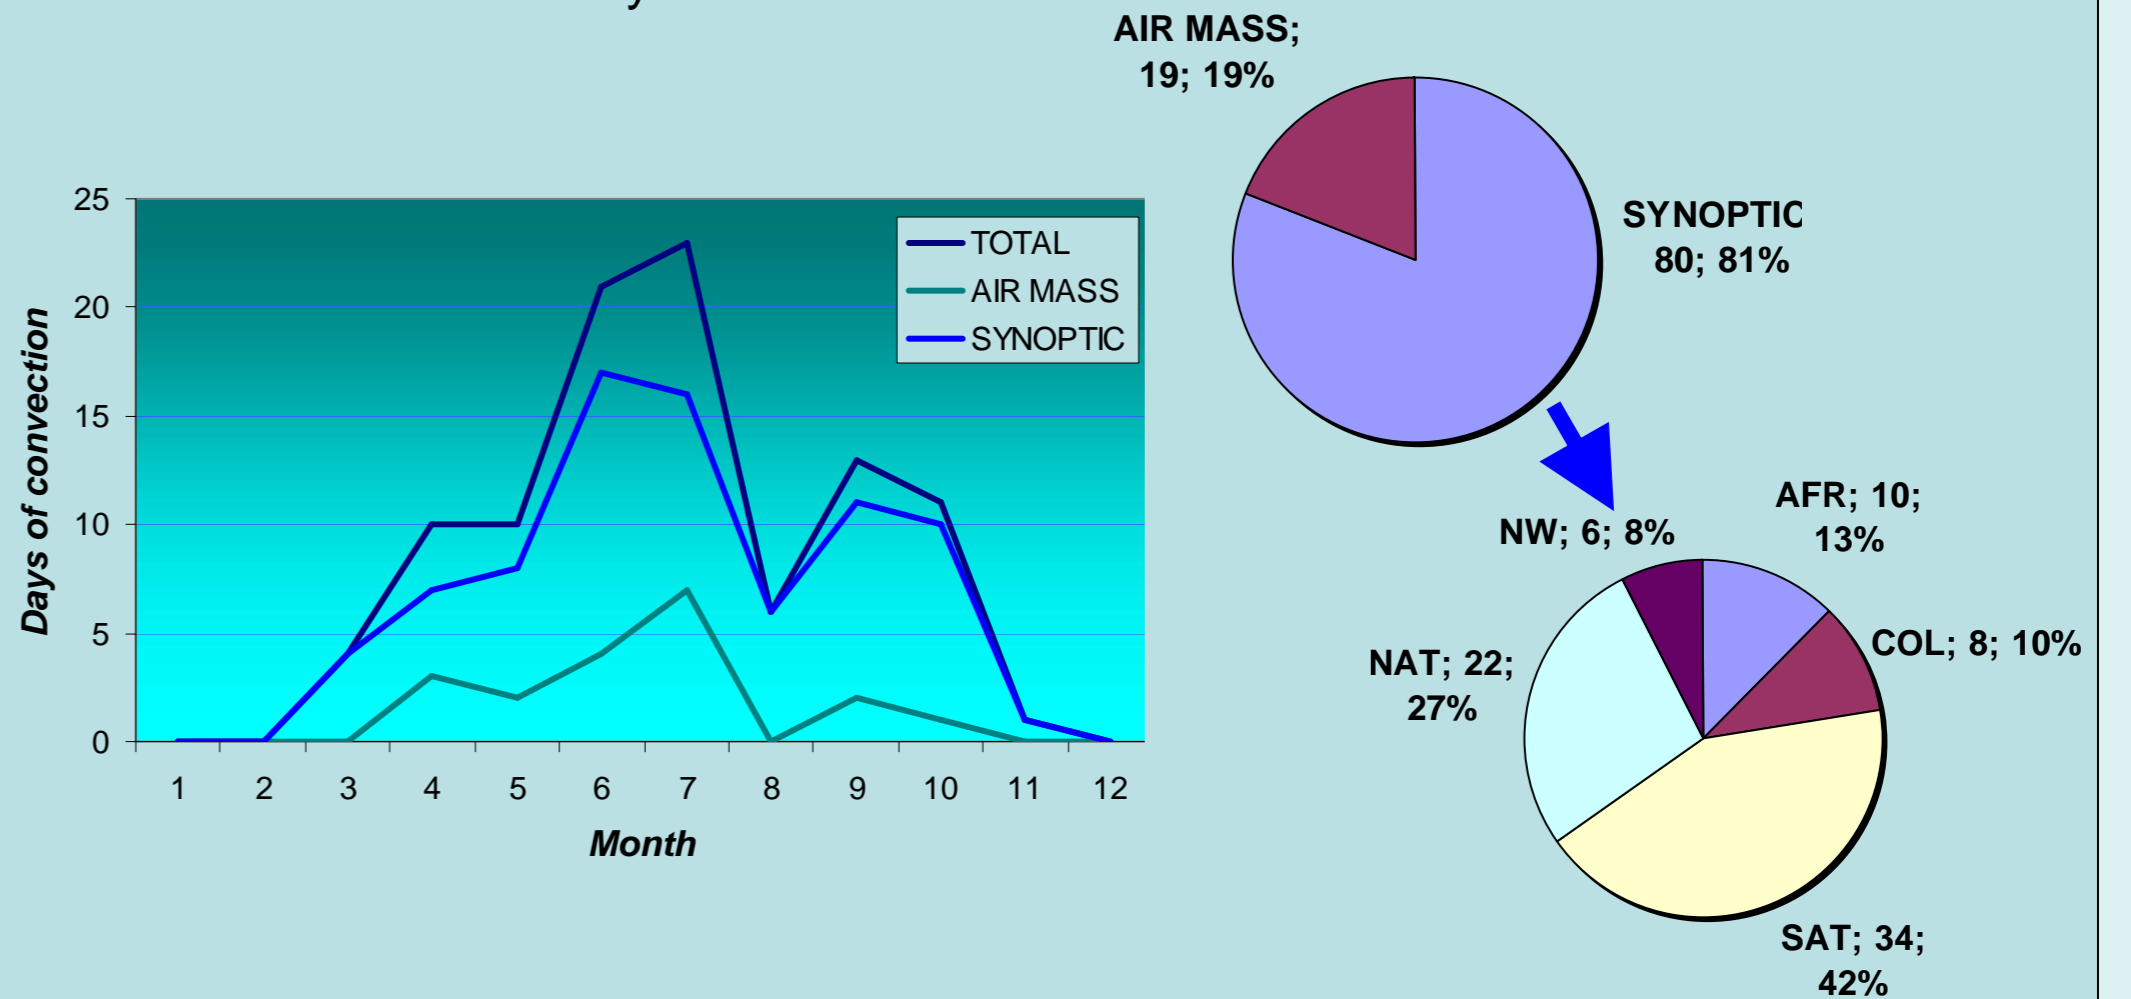 AIR MASS;
19; 19%
SYNOPTIC
80; 81%
25
20
15
10
5
0
Days of convection
TOTAL
AIR MASS
SYNOPTIC
1 2 3 4 5 6 7 8 9 10 11 12
Month
AFR; 10;
13%
NW; 6; 8%
COL; 8; 10%
NAT; 22;
27%
SAT; 34;
42%